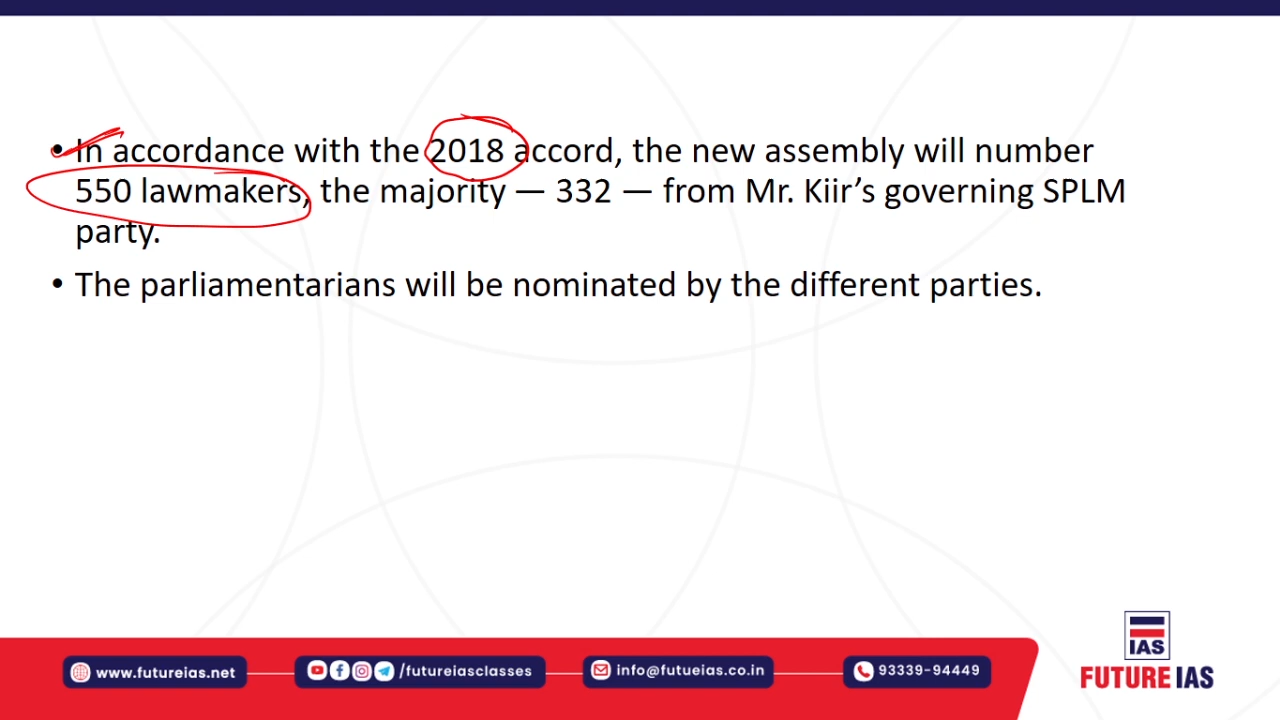 • In accordance with the 2018 accord, the new assembly will number
550 lawmakers, the majority — 332 — from Mr. Kiir’s governing SPLM
party.
• The parliamentarians will be nominated by the different parties.
IAS
FUTURE IAS
www.futureias.net
/futureiasclasses
info@futueias.co.in
93339-94449